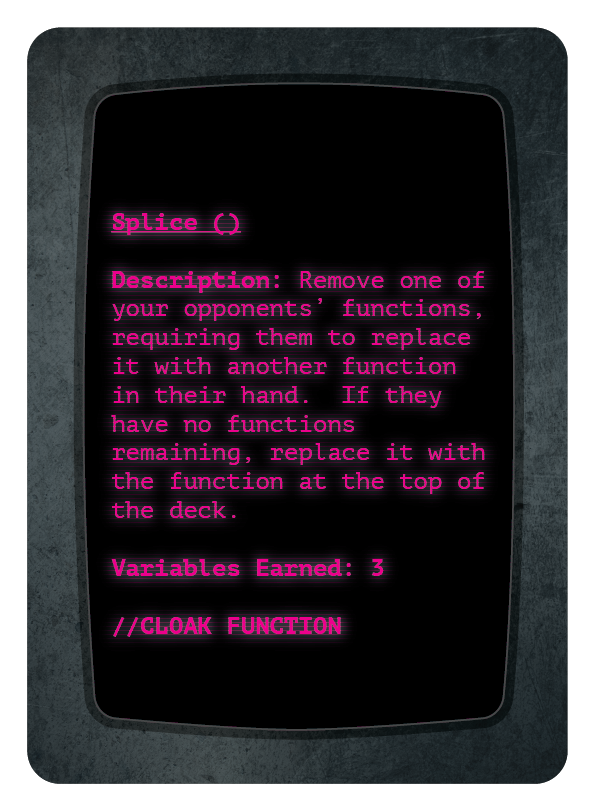 Splice ()
Description: Remove one of
your opponents’ functions,
requiring them to replace
it with another function
in their hand.  If they
have no functions
remaining, replace it with
the function at the top of
the deck.
Variables Earned: 3
//CLOAK FUNCTION